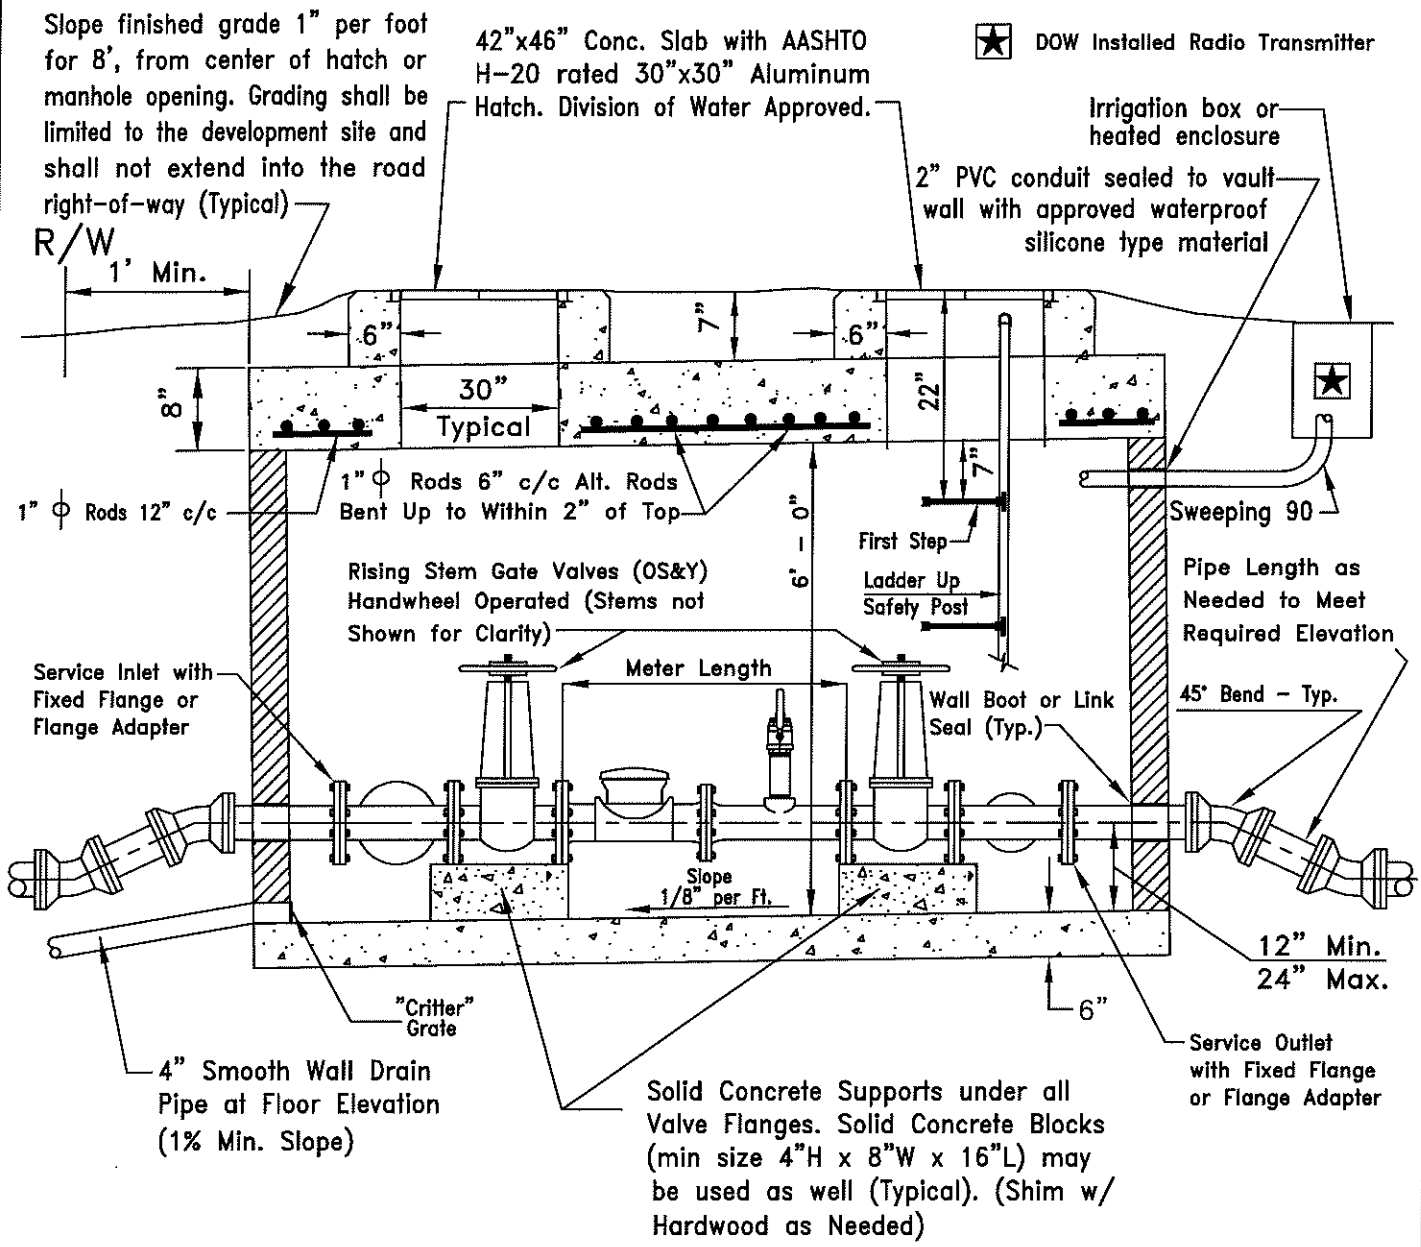 Slope finished grade 1" per foot
for 8', from center of hatch or
manhole opening. Grading shall be
limited to the development site and
shall not extend into the road
right-of-way (Typical)
42"x46" Conc. Slab with AASHTO
H-20 rated 30"x30" Aluminum
Hatch. Division of Water Approved.
DOW Installed Radio Transmitter
Irrigation box or
heated enclosure
2" PVC conduit sealed to vault
wall with approved waterproof
silicone type material
R/W
1' Min.
6"
7"
6"
8"
30"
Typical
22"
7"
1" ϕ Rods 12" c/c
1" ϕ Rods 6" c/c Alt. Rods
Bent Up to Within 2" of Top
6' - 0"
First Step
Sweeping 90
Ladder Up
Safety Post
Rising Stem Gate Valves (OS&Y)
Handwheel Operated (Stems not
Shown for Clarity)
Pipe Length as
Needed to Meet
Required Elevation
Service Inlet with
Fixed Flange or
Flange Adapter
Meter Length
Wall Boot or Link
Seal (Typ.)
45° Bend - Typ.
Slope
1/8" per Ft.
12" Min.
24" Max.
"Critter"
Grate
6"
4" Smooth Wall Drain
Pipe at Floor Elevation
(1% Min. Slope)
Service Outlet
with Fixed Flange
or Flange Adapter
Solid Concrete Supports under all
Valve Flanges. Solid Concrete Blocks
(min size 4"H x 8"W x 16"L) may
be used as well (Typical). (Shim w/
Hardwood as Needed)